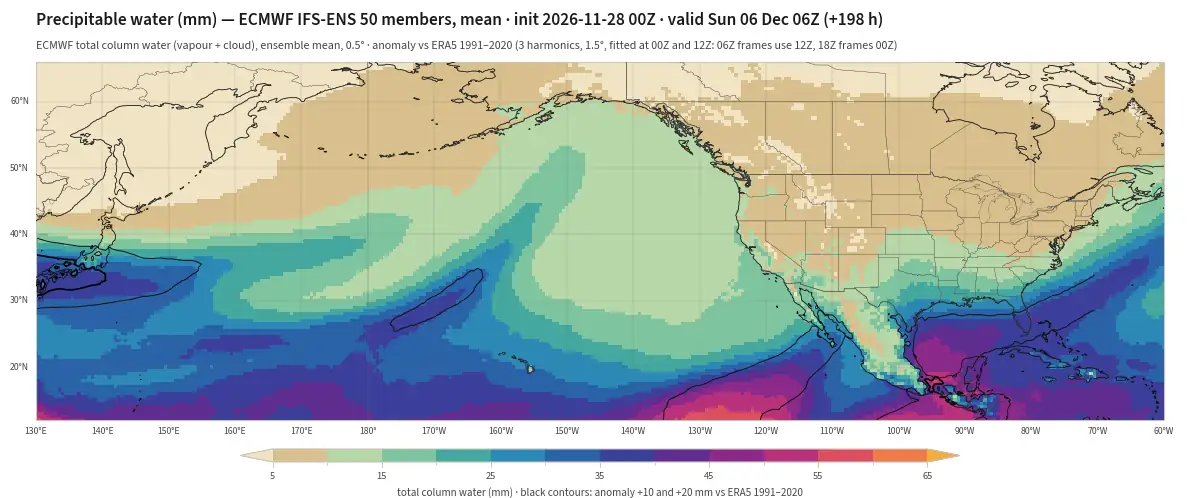 Precipitable water (mm) — ECMWF IFS-ENS 50 members, mean · init 2026-11-28 00Z · valid Sun 06 Dec 06Z (+198 h)
ECMWF total column water (vapour + cloud), ensemble mean, 0.5° · anomaly vs ERA5 1991–2020 (3 harmonics, 1.5°, fitted at 00Z and 12Z: 06Z frames use 12Z, 18Z frames 00Z)
60°N
50°N
40°N
30°N
20°N
130°E 140°E 150°E 160°E 170°E 180° 170°W 160°W 150°W 140°W 130°W 120°W 110°W 100°W 90°W 80°W 70°W 60°W
5 15 25 35 45 55 65
total column water (mm) · black contours: anomaly +10 and +20 mm vs ERA5 1991–2020